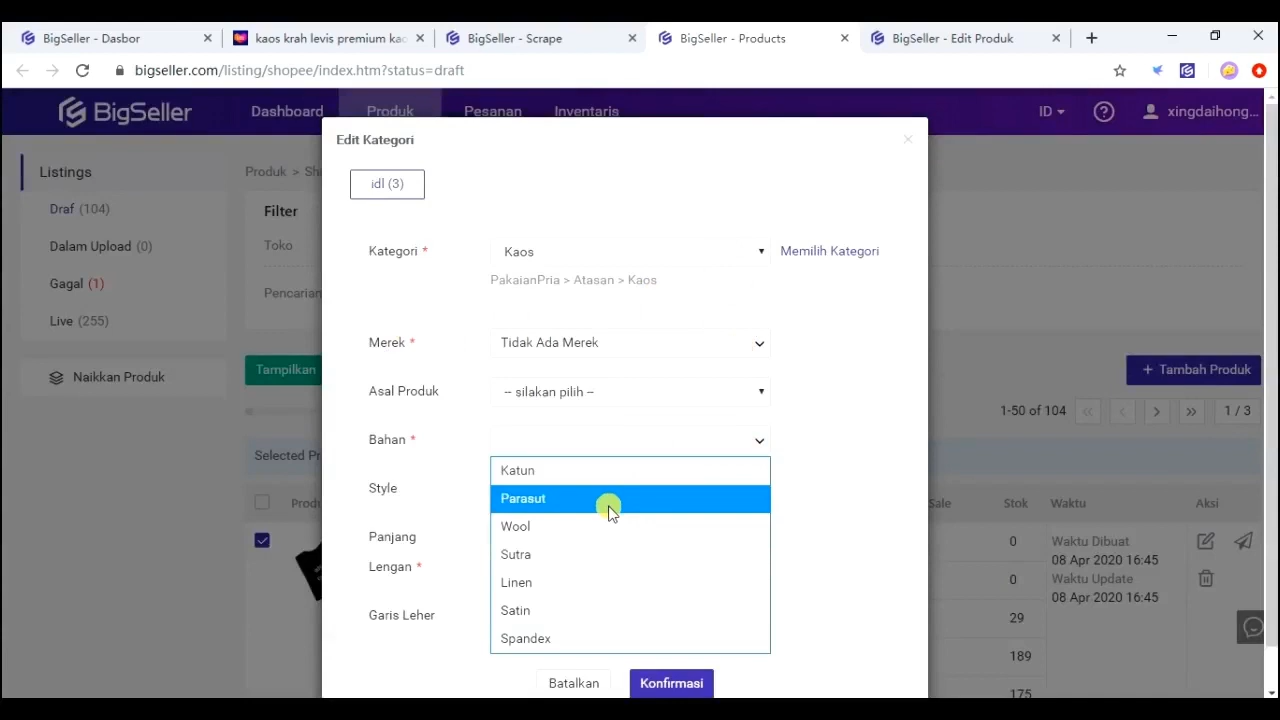 BigSeller - Dasbor
kaos krah levis premium kao
BigSeller - Scrape
BigSeller - Products
BigSeller - Edit Produk
bigseller.com/listing/shopee/index.htm?status=draft
BigSeller
Dashboard
Produk
Pesanan
Inventaris
ID
xingdaihong...
Listings
Draf (104)
Dalam Upload (0)
Gagal (1)
Live (255)
Naikkan Produk
Produk > Sh
Filter
Toko
Pencarian
Tampilkan
+ Tambah Produk
1-50 of 104
1 / 3
Selected Pr
Produ
Sale
Stok
Waktu
Aksi
0
Waktu Dibuat
08 Apr 2020 16:45
0
Waktu Update
08 Apr 2020 16:45
29
189
175
Edit Kategori
idl (3)
Kategori *
Kaos
Memilih Kategori
PakaianPria > Atasan > Kaos
Merek *
Tidak Ada Merek
Asal Produk
-- silakan pilih --
Bahan *
Katun
Parasut
Wool
Sutra
Linen
Satin
Spandex
Style
Panjang
Lengan *
Garis Leher
Batalkan
Konfirmasi